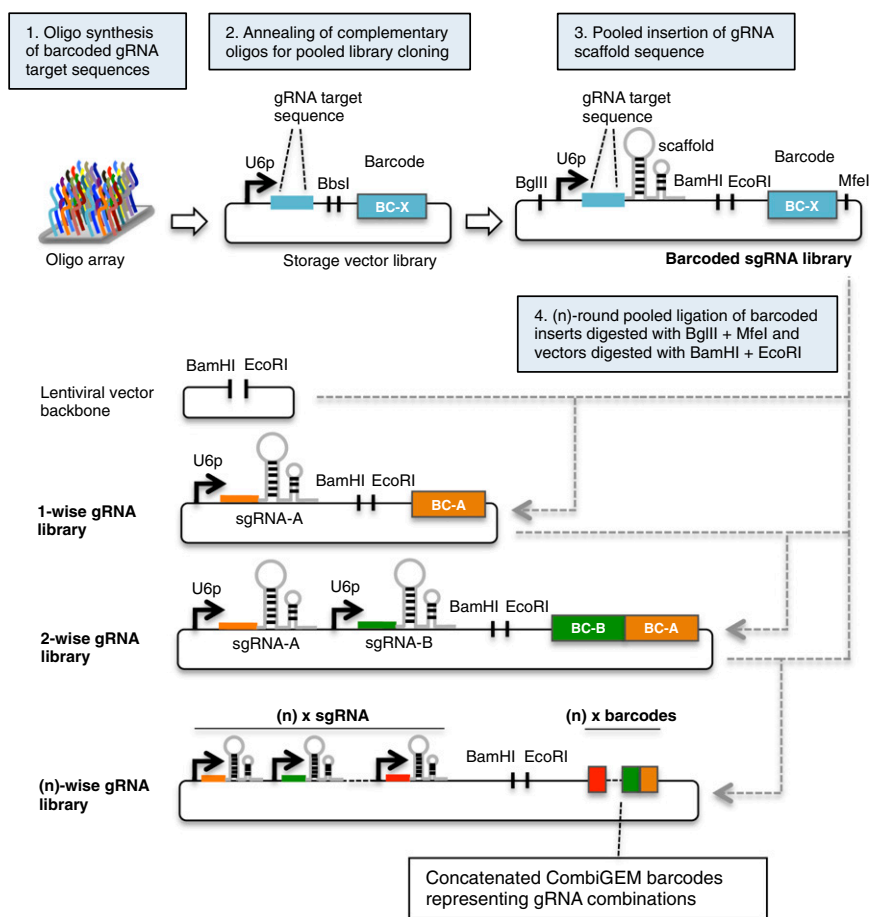 1. Oligo synthesis
of barcoded gRNA
target sequences
2. Annealing of complementary
oligos for pooled library cloning
3. Pooled insertion of gRNA
scaffold sequence
Oligo array
gRNA target
sequence
U6p
BbsI
Barcode
BC-X
Storage vector library
gRNA target
sequence
BglII
U6p
scaffold
BamHI
EcoRI
Barcode
MfeI
BC-X
Barcoded sgRNA library
4. (n)-round pooled ligation of barcoded
inserts digested with BglII + MfeI and
vectors digested with BamHI + EcoRI
Lentiviral vector
backbone
BamHI
EcoRI
1-wise gRNA
library
U6p
sgRNA-A
BamHI
EcoRI
BC-A
2-wise gRNA
library
U6p
sgRNA-A
U6p
sgRNA-B
BamHI
EcoRI
BC-B
BC-A
(n)-wise gRNA
library
(n) x sgRNA
BamHI
EcoRI
(n) x barcodes
Concatenated CombiGEM barcodes
representing gRNA combinations